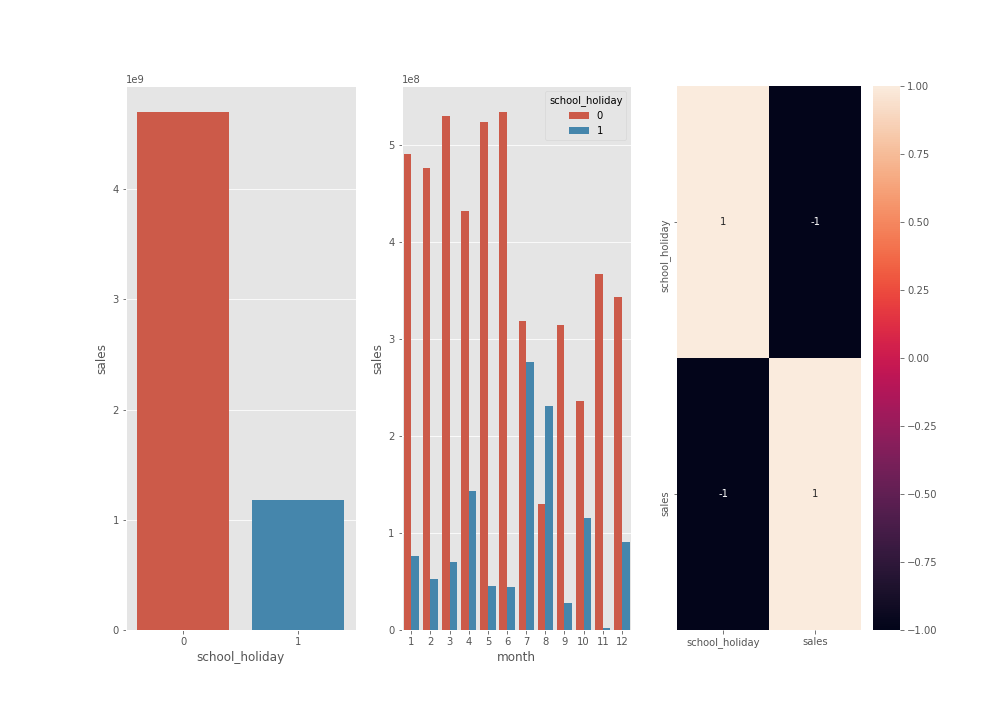 1e9
4
3
2
1
0
sales
0 1
school_holiday
1e8
school_holiday
0
1
5
4
3
2
1
0
sales
1 2 3 4 5 6 7 8 9 10 11 12
month
1 -1
-1 1
school_holiday
sales
school_holiday sales
1.00
0.75
0.50
0.25
0.00
−0.25
−0.50
−0.75
−1.00